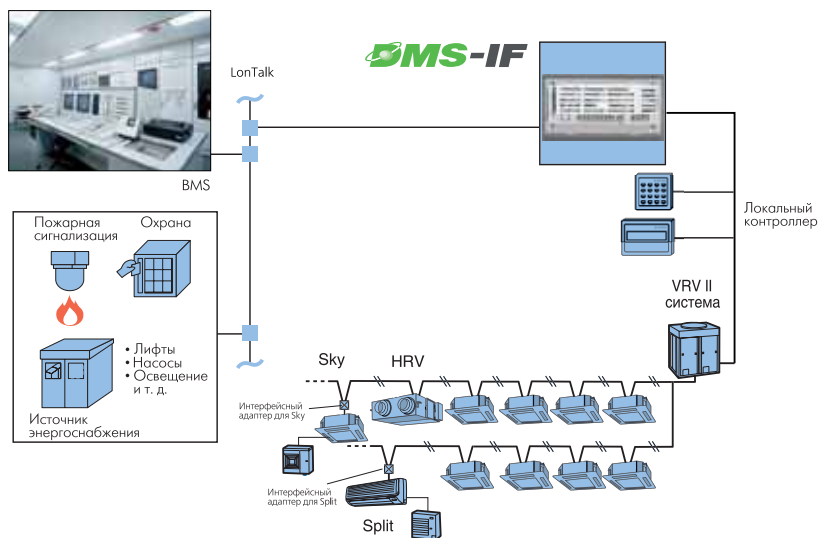 DMS-IF
LonTalk
BMS
Пожарная
сигнализация
Охрана
• Лифты
• Насосы
• Освещение
и т. д.
Источник
энергоснабжения
Локальный
контроллер
VRV II
система
Sky
HRV
Интерфейсный
адаптер для Sky
Интерфейсный
адаптер для Split
Split